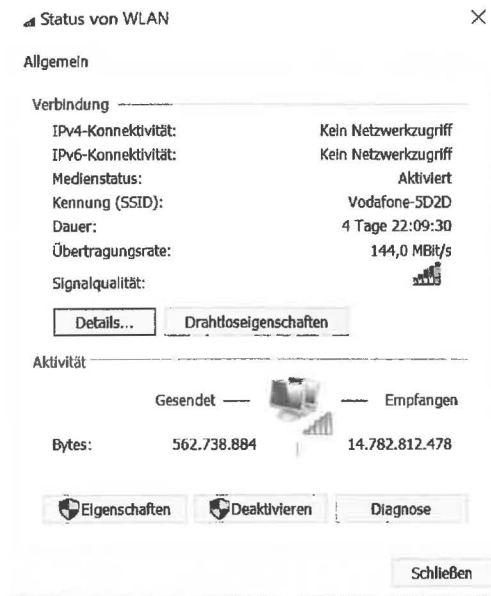 Status von WLAN
Allgemein
Verbindung
IPv4-Konnektivität: Kein Netzwerkzugriff
IPv6-Konnektivität: Kein Netzwerkzugriff
Medienstatus: Aktiviert
Kennung (SSID): Vodafone-5D2D
Dauer: 4 Tage 22:09:30
Übertragungsrate: 144,0 MBit/s
Signalqualität:
Details... Drahtloseigenschaften
Aktivität
Gesendet Empfangen
Bytes: 562.738.884 14.782.812.478
Eigenschaften Deaktivieren Diagnose
Schließen